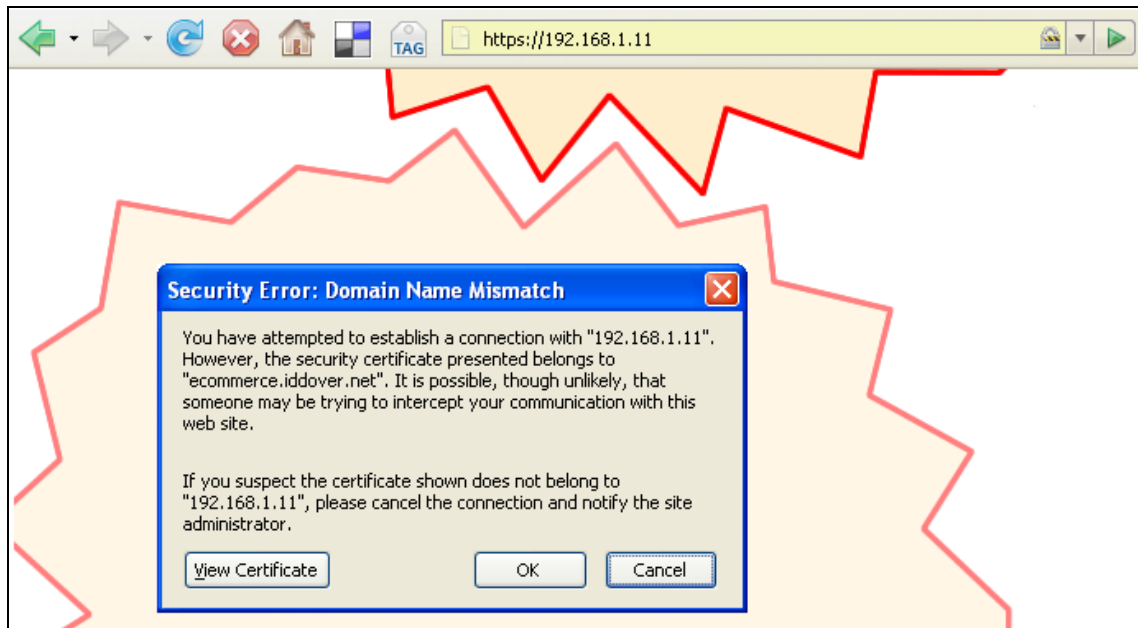 TAG
https://192.168.1.11
Security Error: Domain Name Mismatch
You have attempted to establish a connection with "192.168.1.11".
However, the security certificate presented belongs to
"ecommerce.iddover.net". It is possible, though unlikely, that
someone may be trying to intercept your communication with this
web site.
If you suspect the certificate shown does not belong to
"192.168.1.11", please cancel the connection and notify the site
administrator.
View Certificate
OK
Cancel